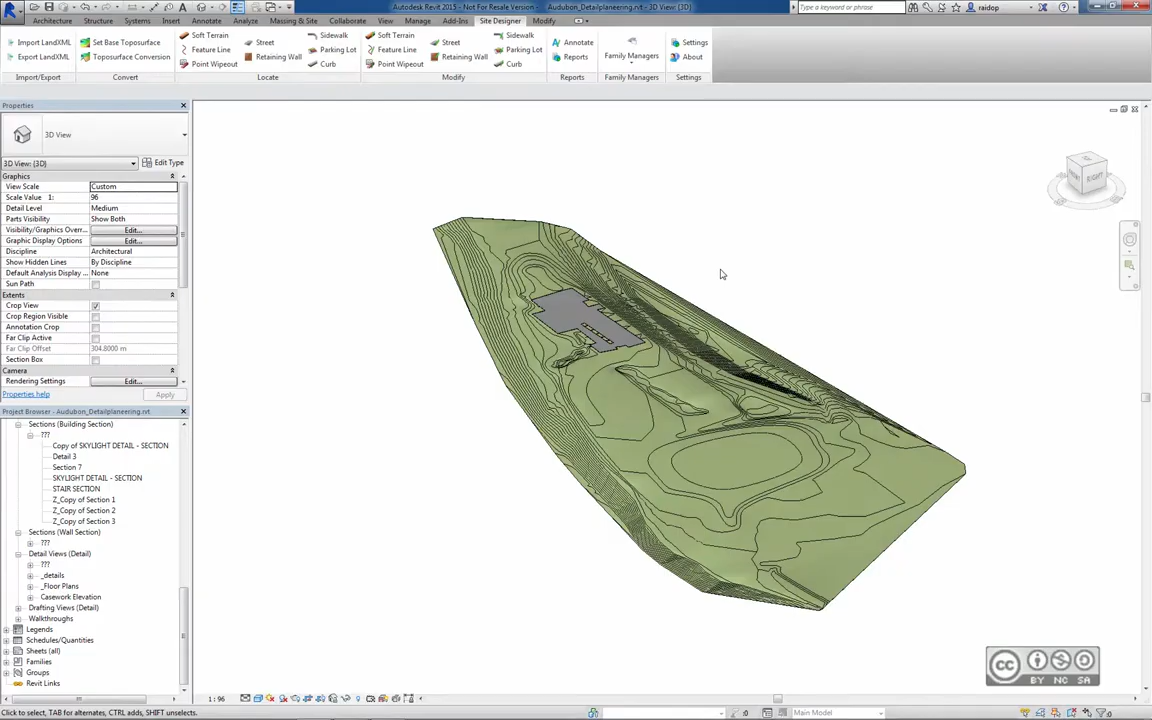 Autodesk Revit 2015 - Not For Resale Version - Audubon_Detailplaneering.rvt - 3D View: {3D}
Type a keyword or phrase
raidop
Architecture Structure Systems Insert Annotate Analyze Massing & Site Collaborate View Manage Add-Ins Site Designer Modify
Import LandXML Set Base Toposurface Soft Terrain Street Sidewalk Soft Terrain Street Sidewalk Annotate Settings
Feature Line Parking Lot Feature Line Parking Lot Family Managers
Export LandXML Toposurface Conversion Point Wipeout Retaining Wall Curb Point Wipeout Retaining Wall Curb Reports About
Import/Export Convert Locate Modify Reports Family Managers Settings
Properties
3D View
3D View: {3D} Edit Type
Graphics
View Scale Custom
Scale Value 1: 96
Detail Level Medium
Parts Visibility Show Both
Visibility/Graphics Overr... Edit...
Graphic Display Options Edit...
Discipline Architectural
Show Hidden Lines By Discipline
Default Analysis Display ... None
Sun Path
Extents
Crop View
Crop Region Visible
Annotation Crop
Far Clip Active
Far Clip Offset 304.8000 m
Section Box
Camera
Rendering Settings Edit...
Properties help Apply
Project Browser - Audubon_Detailplaneering.rvt
Sections (Building Section)
???
Copy of SKYLIGHT DETAIL - SECTION
Detail 3
Section 7
SKYLIGHT DETAIL - SECTION
STAIR SECTION
Z_Copy of Section 1
Z_Copy of Section 2
Z_Copy of Section 3
Sections (Wall Section)
???
Detail Views (Detail)
???
_details
_Floor Plans
Casework Elevation
Drafting Views (Detail)
Walkthroughs
Legends
Schedules/Quantities
Sheets (all)
Families
Groups
Revit Links
FRONT RIGHT
1 : 96
cc BY NC SA
Click to select, TAB for alternates, CTRL adds, SHIFT unselects.
:0 Main Model :0